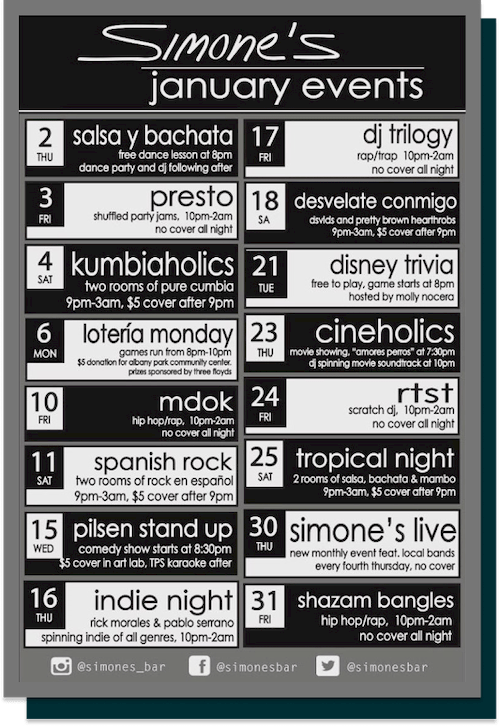 Simone's
january events
2
THU
salsa y bachata
free dance lesson at 8pm
dance party and dj following after
3
FRI
presto
shuffled party jams, 10pm-2am
no cover all night
4
SAT
kumbiaholics
two rooms of pure cumbia
9pm-3am, $5 cover after 9pm
6
MON
lotería monday
games run from 8pm-10pm
$5 donation for albany park community center.
prizes sponsored by three floyds
10
FRI
mdok
hip hop/rap, 10pm-2am
no cover all night
11
SAT
spanish rock
two rooms of rock en español
9pm-3am, $5 cover after 9pm
15
WED
pilsen stand up
comedy show starts at 8:30pm
$5 cover in art lab, TPS karaoke after
16
THU
indie night
rick morales & pablo serrano
spinning indie of all genres, 10pm-2am
17
FRI
dj trilogy
rap/trap 10pm-2am
no cover all night
18
SA
desvelate conmigo
dsvlds and pretty brown hearthrobs
9pm-3am, $5 cover after 9pm
21
TUE
disney trivia
free to play, game starts at 8pm
hosted by molly nocera
23
THU
cineholics
movie showing, "amores perros" at 7:30pm
dj spinning movie soundtrack at 10pm
24
FRI
rtst
scratch dj, 10pm-2am
no cover all night
25
SAT
tropical night
2 rooms of salsa, bachata & mambo
9pm-3am, $5 cover after 9pm
30
THU
simone's live
new monthly event feat. local bands
every fourth thursday, no cover
31
FRI
shazam bangles
hip hop/rap, 10pm-2am
no cover all night
@simones_bar @simonesbar @simonesbar